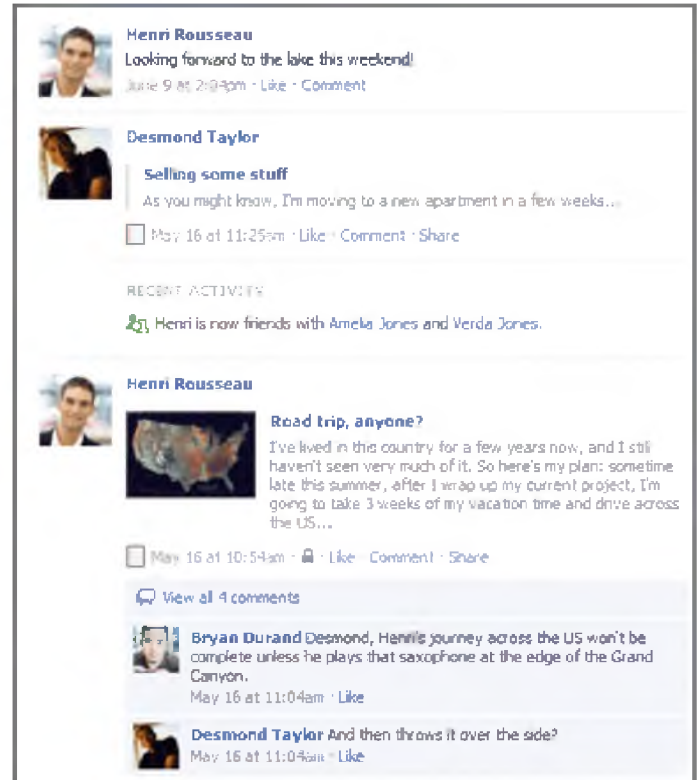 Henri Rousseau
Looking forward to the lake this weekend!
June 9 at 2:04pm · Like · Comment
Desmond Taylor
Selling some stuff
As you might know, I'm moving to a new apartment in a few weeks...
May 16 at 11:25am · Like · Comment · Share
RECENT ACTIVITY
Henri is now friends with Amelia Jones and Verda Jones.
Henri Rousseau
Road trip, anyone?
I've lived in this country for a few years now, and I still
haven't seen very much of it. So here's my plan: sometime
late this summer, after I wrap up my current project, I'm
going to take 3 weeks of my vacation time and drive across
the US...
May 16 at 10:54am · Like · Comment · Share
View all 4 comments
Bryan Durand Desmond, Henri's journey across the US won't be
complete unless he plays that saxophone at the edge of the Grand
Canyon.
May 16 at 11:04am · Like
Desmond Taylor And then throws it over the side?
May 16 at 11:04am · Like